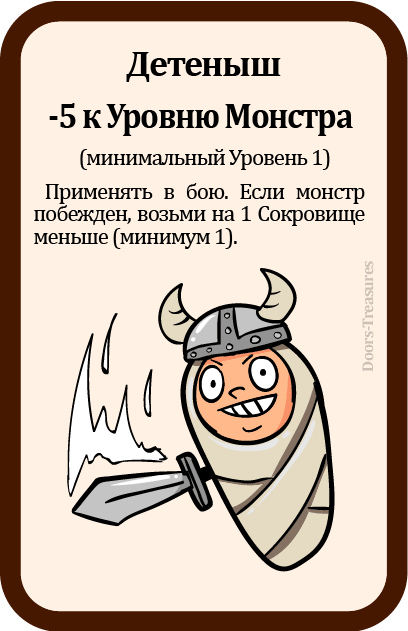 Детеныш
-5 к Уровню Монстра
(минимальный Уровень 1)
Применять в бою. Если монстр
побежден, возьми на 1 Сокровище
меньше (минимум 1).
Doors-Treasures